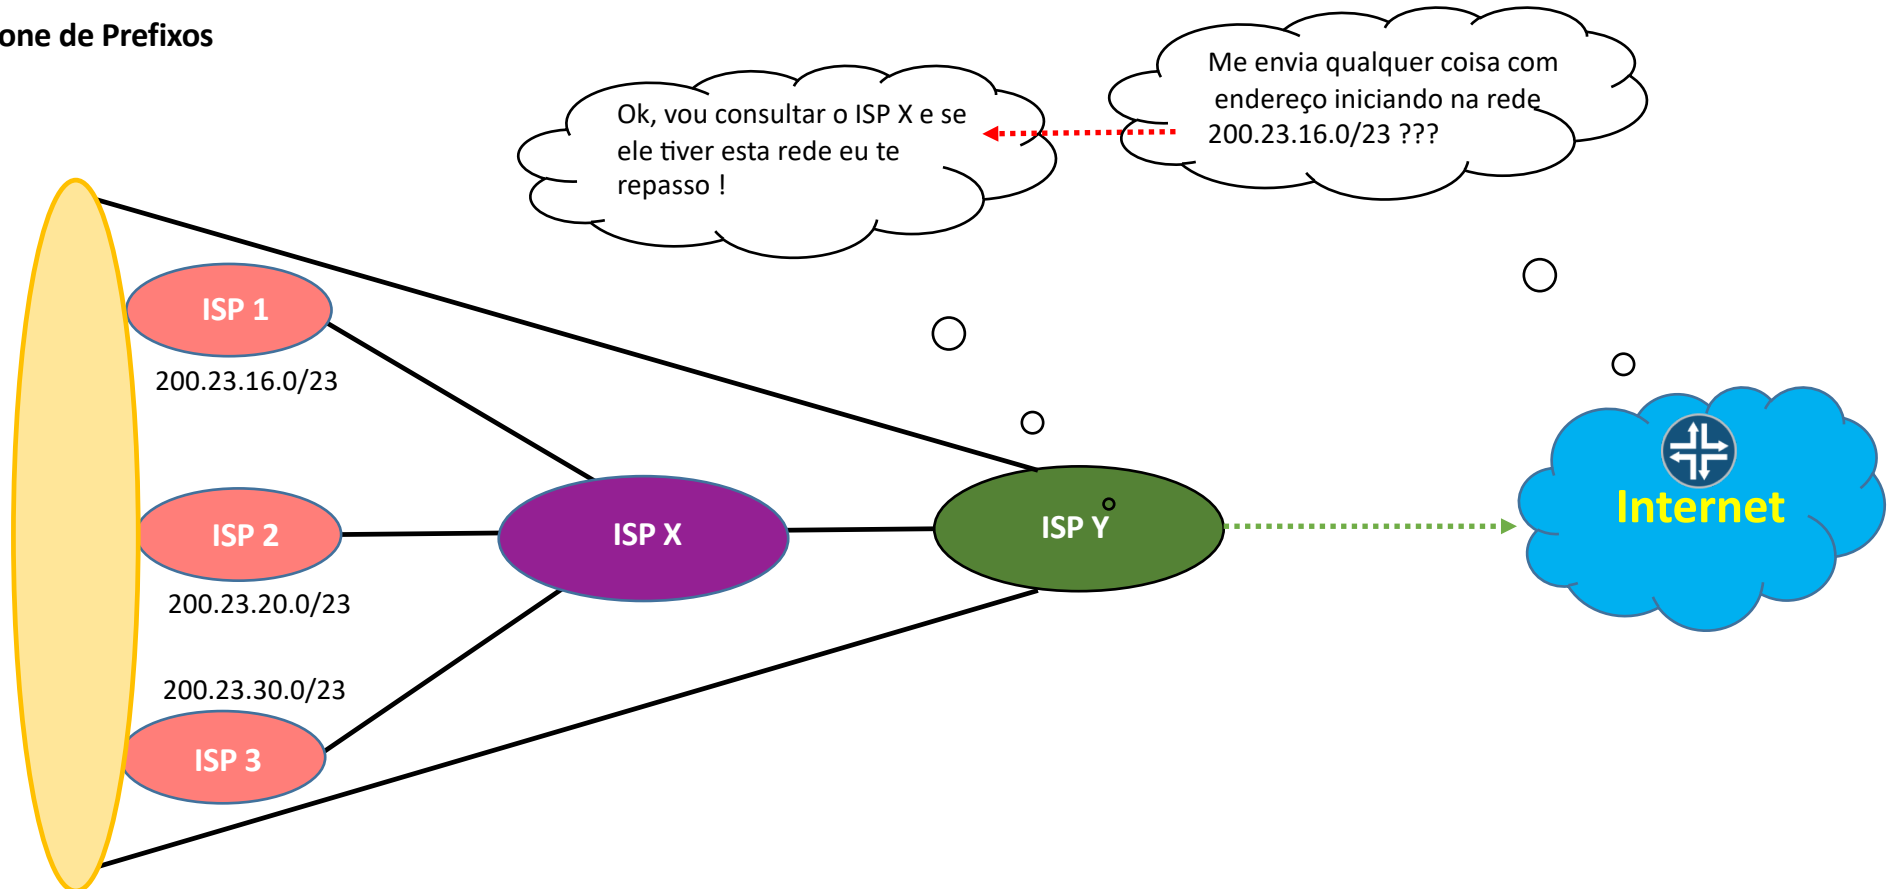 one de Prefixos
Me envia qualquer coisa com
endereço iniciando na rede
200.23.16.0/23 ???
Ok, vou consultar o ISP X e se
ele tiver esta rede eu te
repasso !
ISP 1
200.23.16.0/23
ISP 2
200.23.20.0/23
200.23.30.0/23
ISP 3
ISP X
ISP Y
Internet